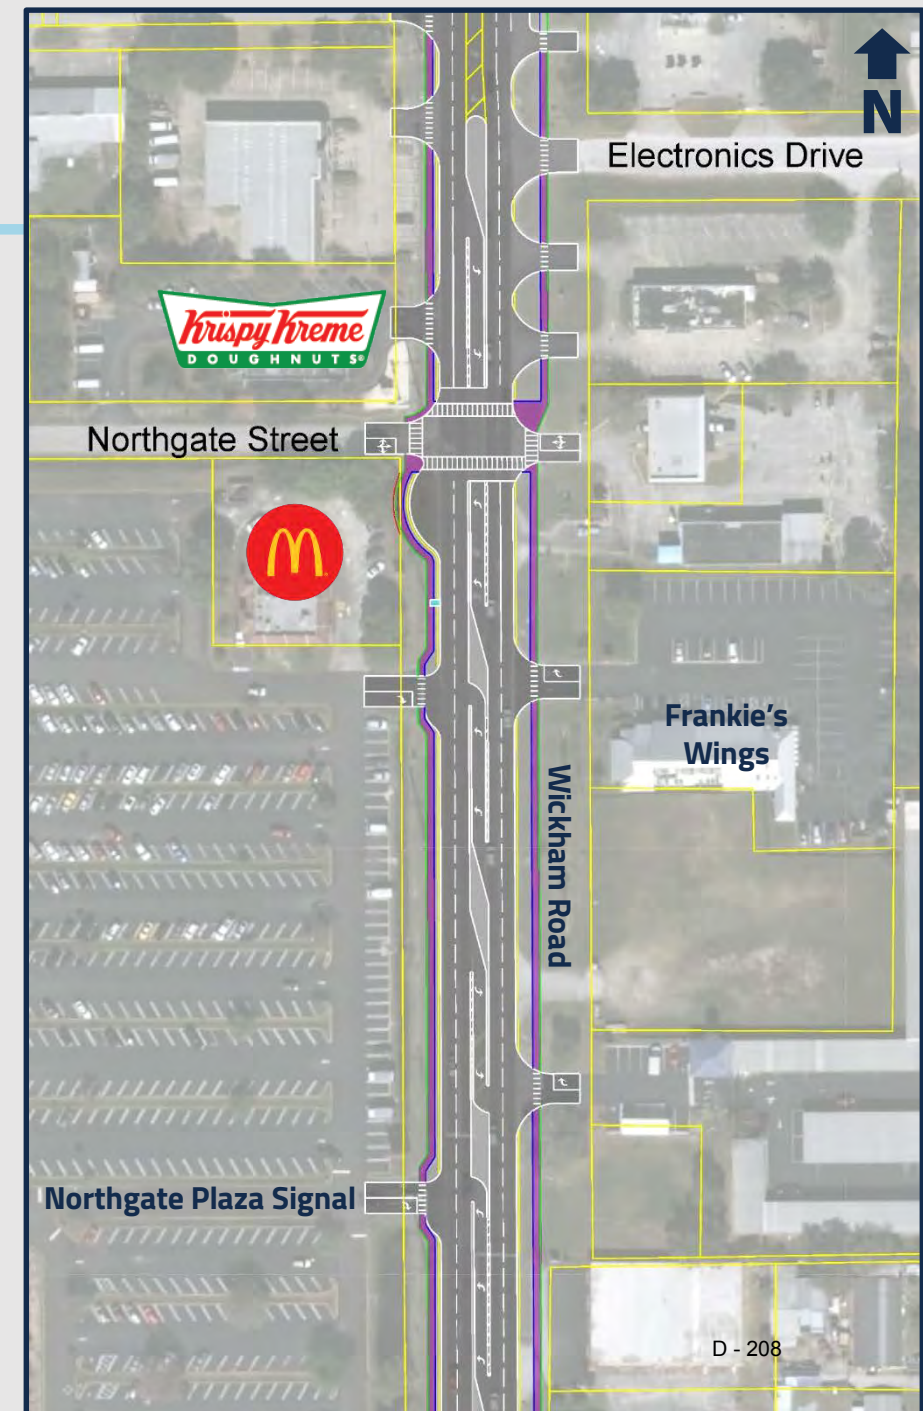 N
Electronics Drive
Krispy Kreme
DOUGHNUTS®
Northgate Street
M
Frankie's
Wings
Wickham Road
Northgate Plaza Signal
D - 208